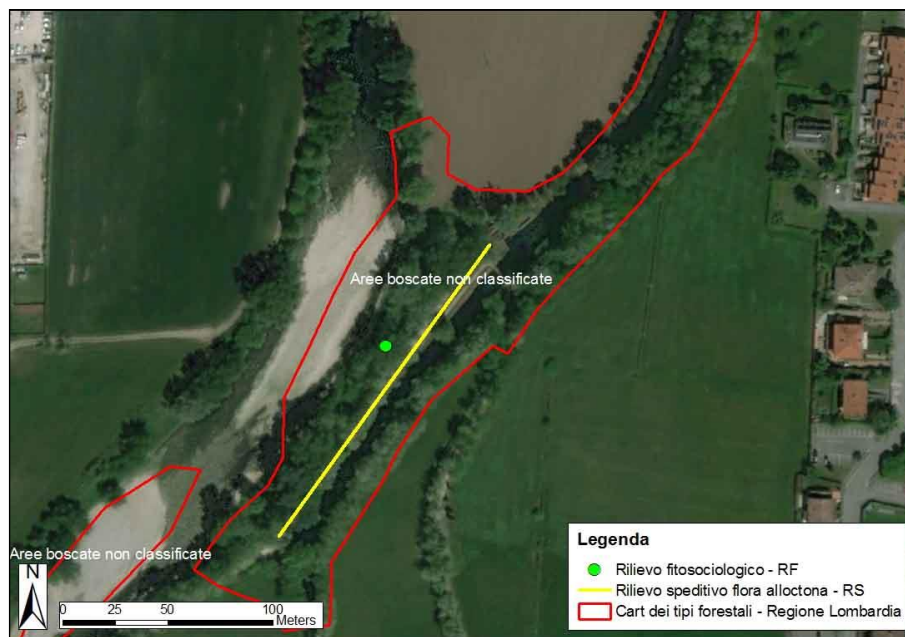 Aree boscate non classificate
Aree boscate non classificate
N
0 25 50 100
Meters
Legenda
Rilievo fitosociologico - RF
Rilievo speditivo flora alloctona - RS
Cart dei tipi forestali - Regione Lombardia